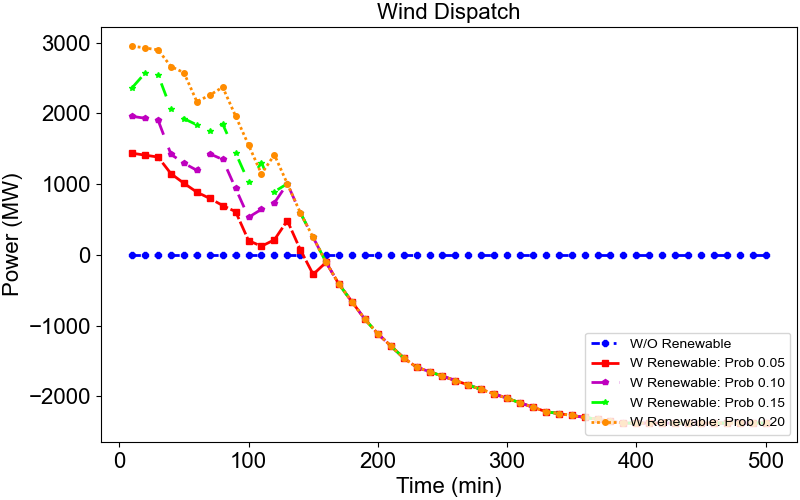 Wind Dispatch
Power (MW)
3000
2000
1000
0
−1000
−2000
0
100
200
300
400
500
Time (min)
W/O Renewable
W Renewable: Prob 0.05
W Renewable: Prob 0.10
W Renewable: Prob 0.15
W Renewable: Prob 0.20